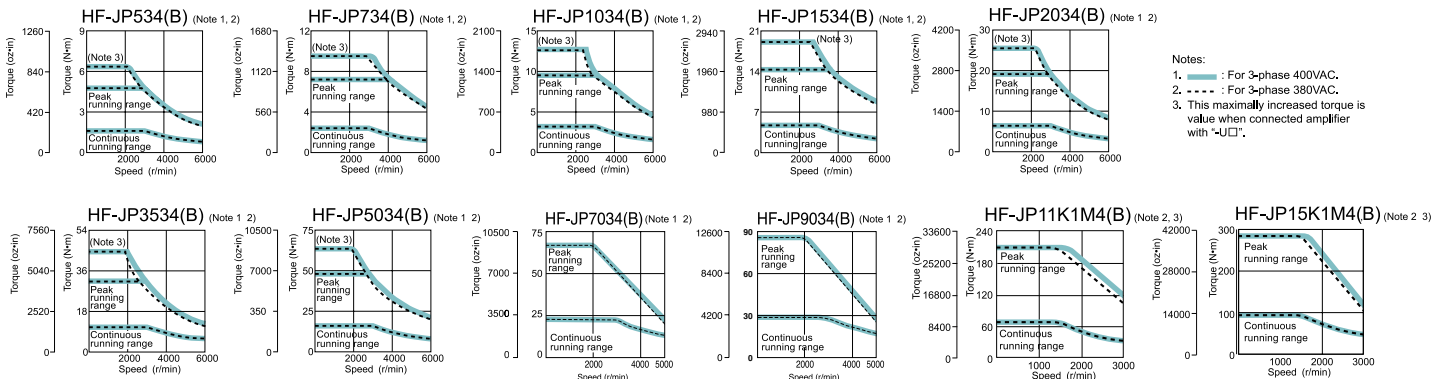 HF-JP534(B) (Note 1, 2)
Torque (oz•in)
1260
840
420
0
Torque (N•m)
9
6
3
0
(Note 3)
Peak
running range
Continuous
running range
2000 4000 6000
Speed (r/min)
HF-JP734(B) (Note 1, 2)
Torque (oz•in)
1680
1120
560
0
Torque (N•m)
12
8
4
0
(Note 3)
Peak
running range
Continuous
running range
2000 4000 6000
Speed (r/min)
HF-JP1034(B) (Note 1, 2)
Torque (oz•in)
2100
1400
700
0
Torque (N•m)
15
10
5
0
(Note 3)
Peak
running range
Continuous
running range
2000 4000 6000
Speed (r/min)
HF-JP1534(B) (Note 1, 2)
Torque (oz•in)
2940
1960
980
0
Torque (N•m)
21
14
7
0
(Note 3)
Peak
running range
Continuous
running range
2000 4000 6000
Speed (r/min)
HF-JP2034(B) (Note 1 2)
Torque (oz•in)
4200
2800
1400
0
Torque (N•m)
30
20
10
0
(Note 3)
Peak
running range
Continuous
running range
2000 4000 6000
Speed (r/min)
Notes:
1. : For 3-phase 400VAC.
2. : For 3-phase 380VAC.
3. This maximally increased torque is
value when connected amplifier
with “-U□”.
HF-JP3534(B) (Note 1 2)
Torque (oz•in)
7560
5040
2520
0
Torque (N•m)
54
36
18
0
(Note 3)
Peak
running
range
Continuous
running range
2000 4000 6000
Speed (r/min)
HF-JP5034(B) (Note 1 2)
Torque (oz•in)
10500
7000
350
0
Torque (N•m)
75
50
25
0
(Note 3)
Peak
running
range
Continuous
running range
2000 4000 6000
Speed (r/min)
HF-JP7034(B) (Note 1 2)
Torque (oz•in)
10500
7000
3500
0
Torque (N•m)
75
50
25
0
Peak
running
range
Continuous
running range
2000 4000 5000
Speed (r/min)
HF-JP9034(B) (Note 1 2)
Torque (oz•in)
12600
8400
4200
0
Torque (N•m)
90
60
30
0
Peak
running
range
Continuous
running range
2000 4000 5000
Speed (r/min)
HF-JP11K1M4(B) (Note 2, 3)
Torque (oz•in)
33600
25200
16800
8400
0
Torque (N•m)
240
180
120
60
0
Peak
running range
Continuous
running range
1000 2000 3000
Speed (r/min)
HF-JP15K1M4(B) (Note 2 3)
Torque (oz•in)
42000
28000
14000
0
Torque (N•m)
300
200
100
0
Peak
running range
Continuous
running range
1000 2000 3000
Speed (r/min)